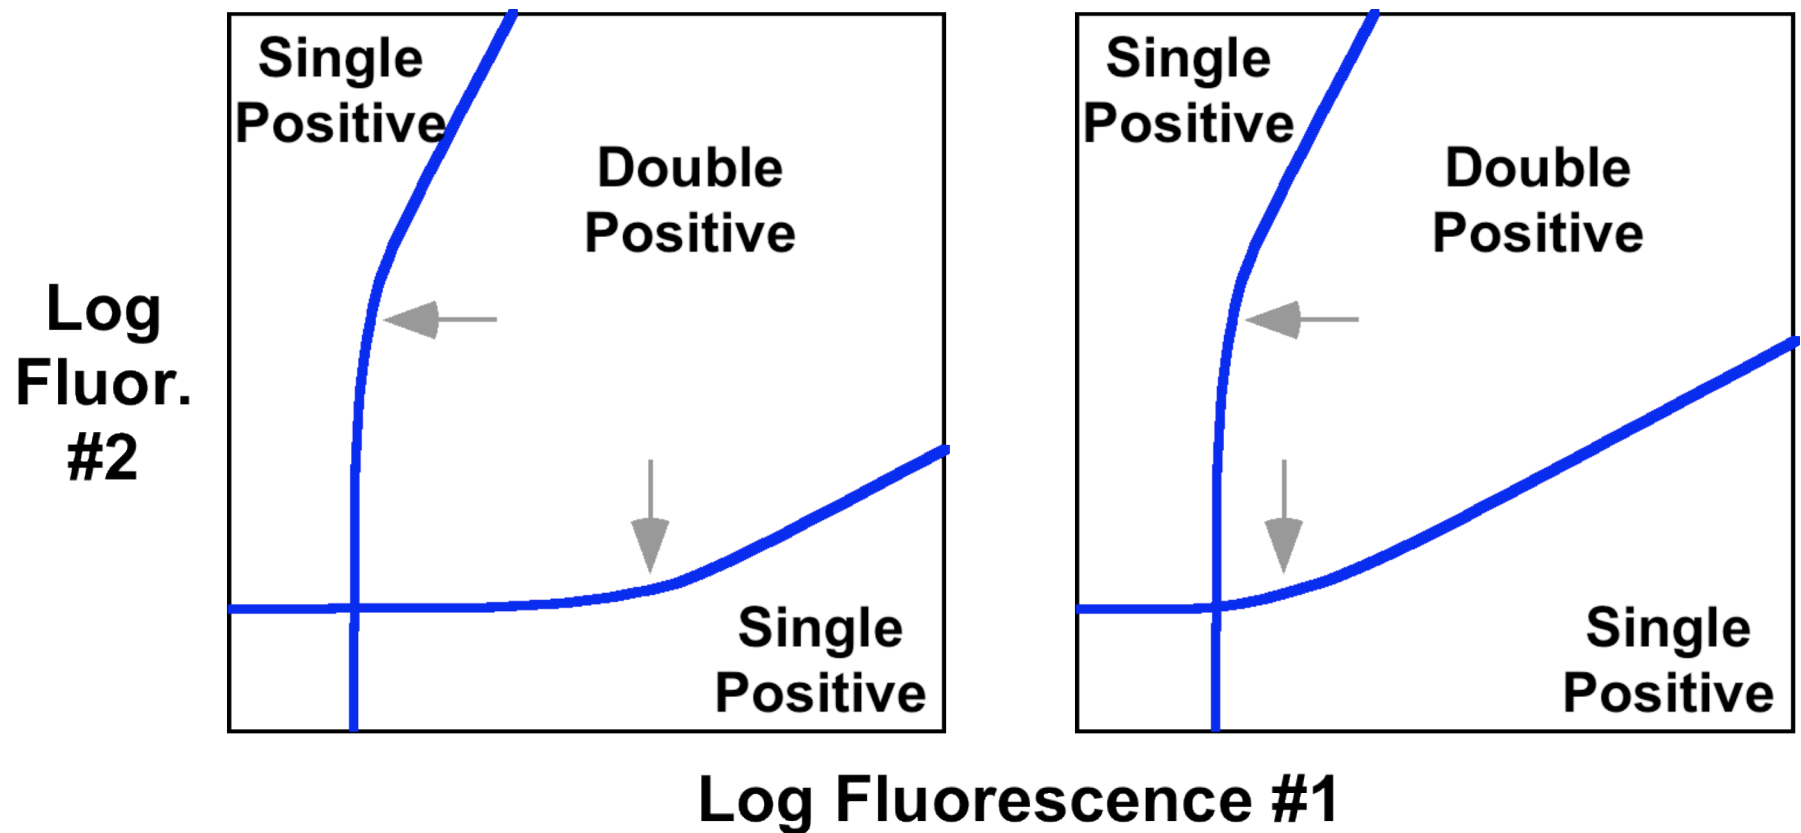 Single
Positive
Double
Positive
Single
Positive
Single
Positive
Double
Positive
Single
Positive
Log
Fluor.
#2
Log Fluorescence #1